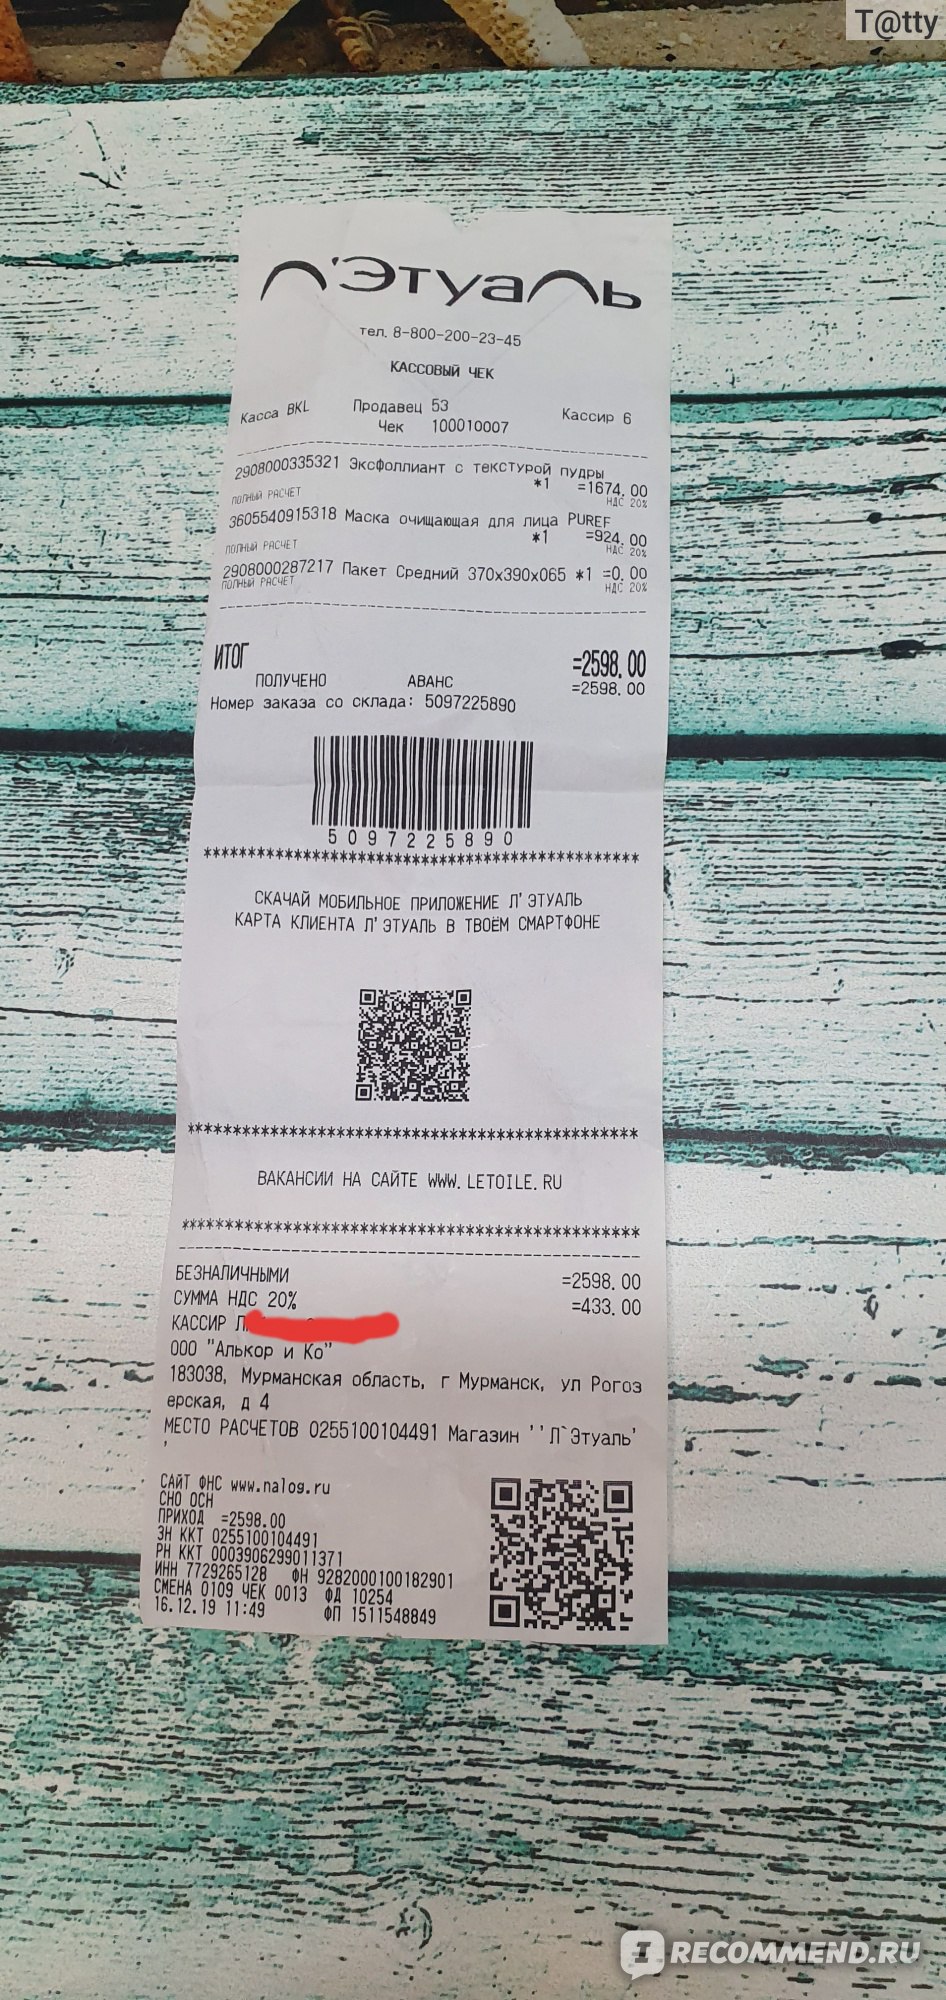 T@tty
Л'Этуаль
тел. 8-800-200-23-45
КАССОВЫЙ ЧЕК
Касса BKL Продавец 53 Кассир 6
Чек 100010007
2908000335321 Эксфоллиант с текстурой пудры
*1 =1674.00
ПОЛНЫЙ РАСЧЕТ НДС 20%
3605540915318 Маска очищающая для лица PUREF
*1 =924.00
ПОЛНЫЙ РАСЧЕТ НДС 20%
2908000287217 Пакет Средний 370х390х065 *1 =0.00
ПОЛНЫЙ РАСЧЕТ НДС 20%
ИТОГ =2598.00
ПОЛУЧЕНО АВАНС =2598.00
Номер заказа со склада: 5097225890
5097225890
*************************************************
СКАЧАЙ МОБИЛЬНОЕ ПРИЛОЖЕНИЕ Л'ЭТУАЛЬ
КАРТА КЛИЕНТА Л'ЭТУАЛЬ В ТВОЁМ СМАРТФОНЕ
*************************************************
ВАКАНСИИ НА САЙТЕ WWW.LETOILE.RU
*************************************************
БЕЗНАЛИЧНЫМИ =2598.00
СУММА НДС 20% =433.00
КАССИР
ООО "Алькор и Ко"
183038, Мурманская область, г Мурманск, ул Рогоз
ерская, д 4
МЕСТО РАСЧЕТОВ 0255100104491 Магазин ''Л`Этуаль'
'
САЙТ ФНС www.nalog.ru
СНО ОСН
ПРИХОД =2598.00
ЗН ККТ 0255100104491
РН ККТ 0003906299011371
ИНН 7729265128 ФН 9282000100182901
СМЕНА 0109 ЧЕК 0013 ФД 10254
16.12.19 11:49 ФП 1511548849
IRECOMMEND.RU